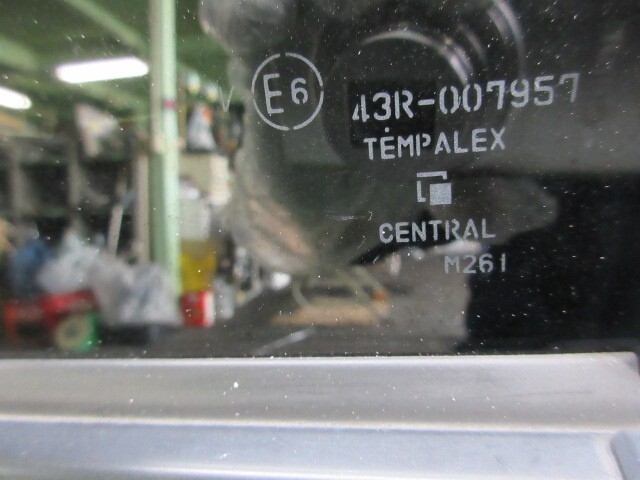 E6 43R-007957
TEMPALEX
CENTRAL
M261